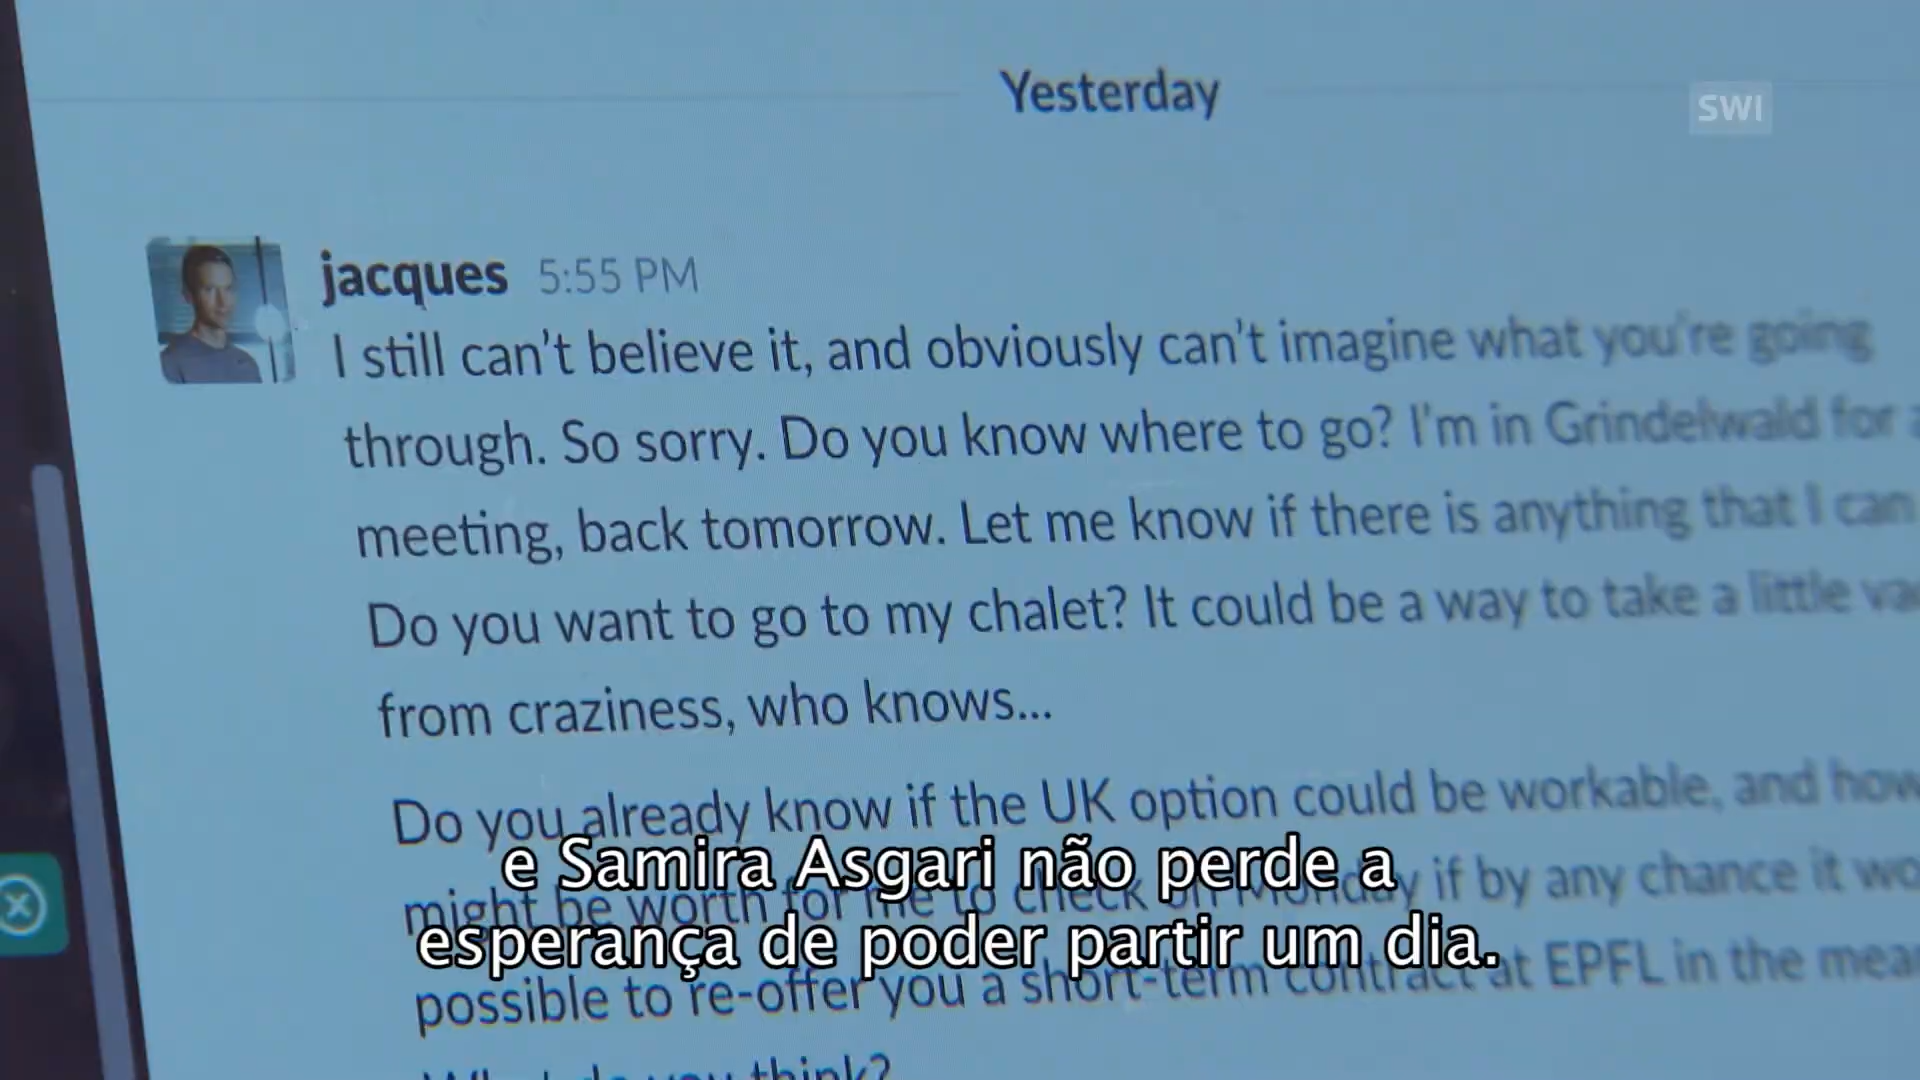 Yesterday
SWI
jacques 5:55 PM
I still can't believe it, and obviously can't imagine what you're going
through. So sorry. Do you know where to go? I'm in Grindelwald for a
meeting, back tomorrow. Let me know if there is anything that I can
Do you want to go to my chalet? It could be a way to take a little
from craziness, who knows...
Do you already know if the UK option could be workable, and how
might be worth for me to check on Monday if by any chance it
possible to re-offer you a short-term contract at EPFL in the
What do you think?
e Samira Asgari não perde a
esperança de poder partir um dia.